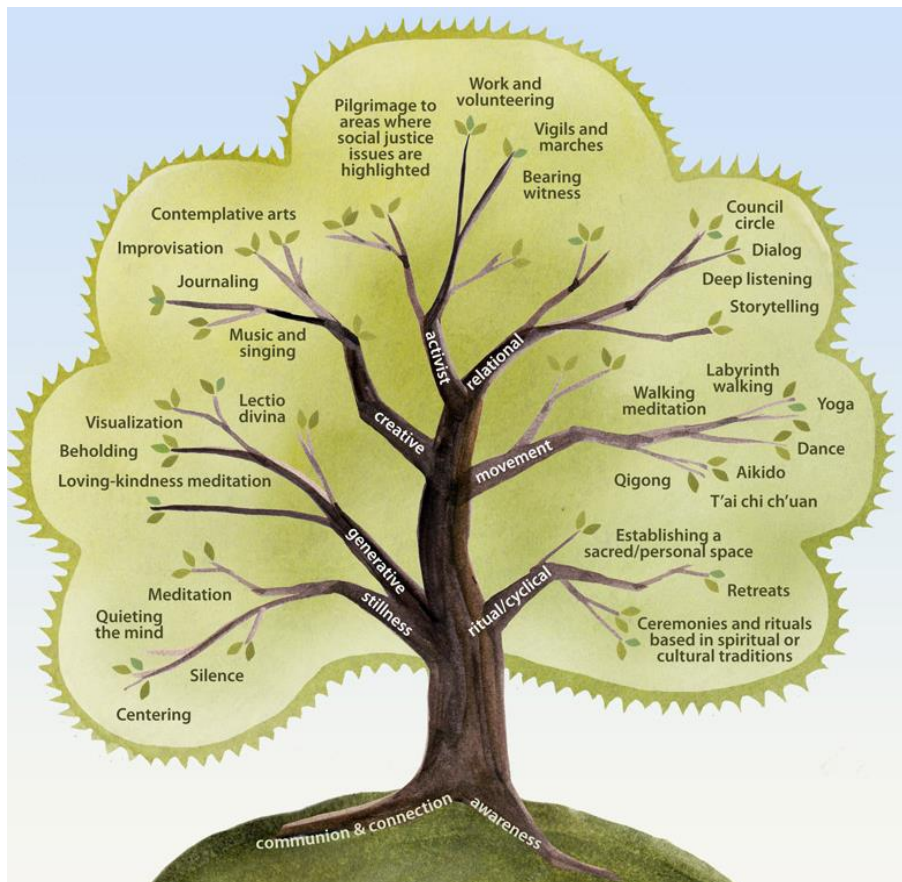 Work and
volunteering
Pilgrimage to
areas where
social justice
issues are
highlighted
Vigils and
marches
Bearing
witness
Contemplative arts
Improvisation
Journaling
Music and
singing
Council
circle
Dialog
Deep listening
Storytelling
activist
relational
creative
movement
Labyrinth
walking
Walking
meditation
Yoga
Dance
Aikido
Qigong
T'ai chi ch'uan
Lectio
divina
Visualization
Beholding
Loving-kindness meditation
generative
stillness
ritual/cyclical
Establishing a
sacred/personal space
Retreats
Ceremonies and rituals
based in spiritual or
cultural traditions
Meditation
Quieting
the mind
Silence
Centering
communion & connection
awareness